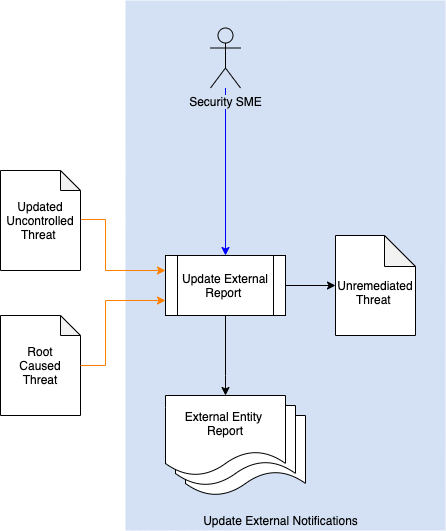 Security SME
Updated
Uncontrolled
Threat
Update External
Report
Unremediated
Threat
Root
Caused
Threat
External Entity
Report
Update External Notifications